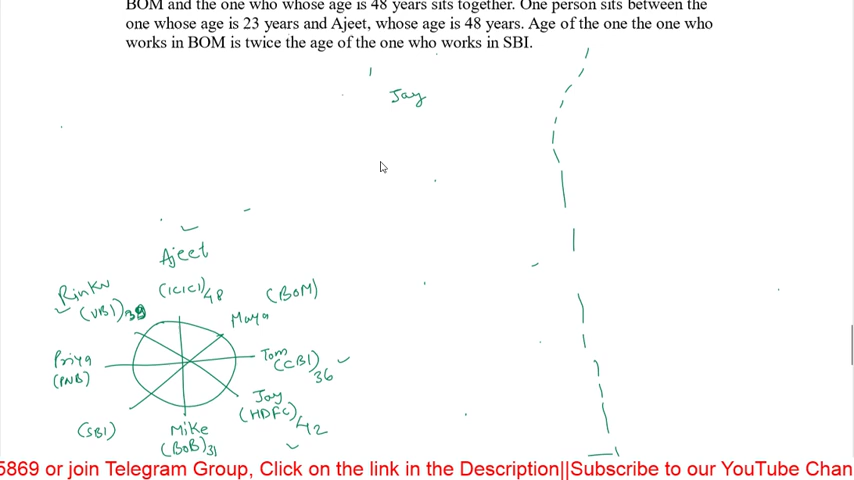 BOM and the one who whose age is 48 years sits together. One person sits between the
one whose age is 23 years and Ajeet, whose age is 48 years. Age of the one the one who
works in BOM is twice the age of the one who works in SBI.
Jay
Ajeet
(ICICI) 48
Rinku
(UBI) 39
(BOM)
Maya
Priya
(PNB)
Tom
(CBI)
36
Jay
(HDFC)
42
(SBI)
Mike
(BOB) 31
5869 or join Telegram Group, Click on the link in the Description||Subscribe to our YouTube Chan